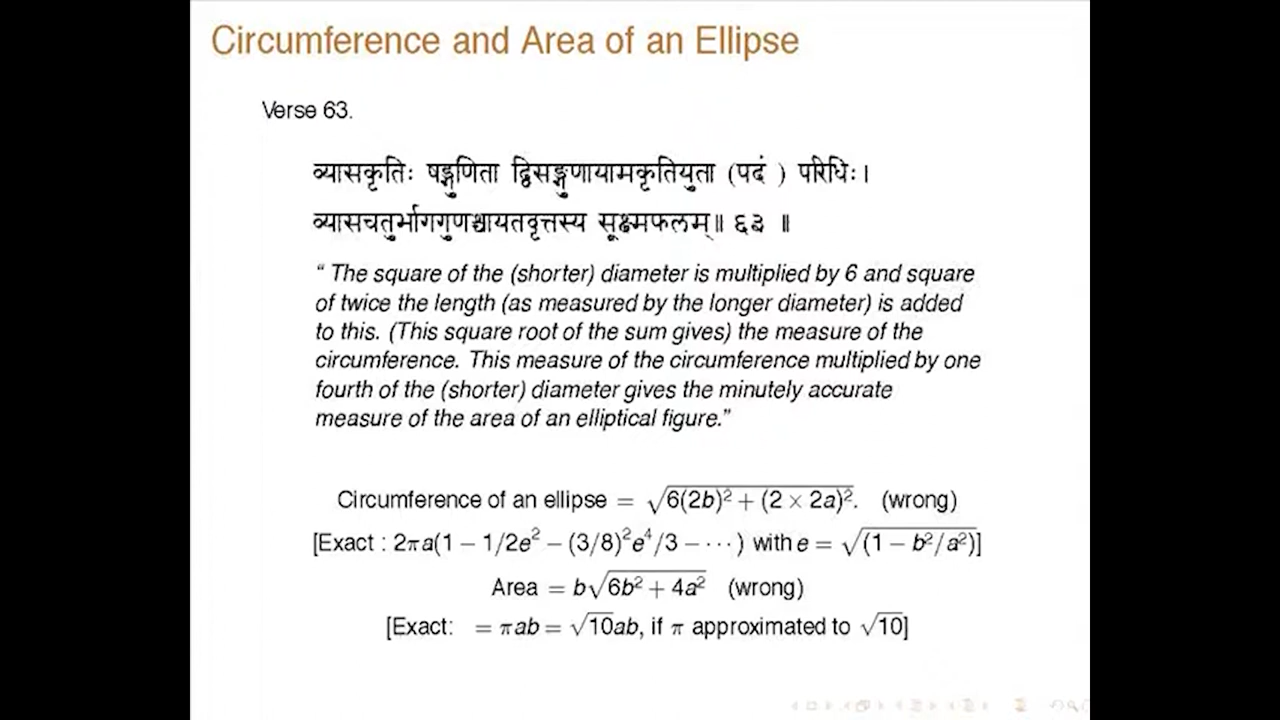 Circumference and Area of an Ellipse
Verse 63.
व्यासकृतिः षड्गुणिता द्विसङ्गुणायामकृतियुता (पदं ) परिधिः।
व्यासचतुर्भागगुणश्चायतवृत्तस्य सूक्ष्मफलम्॥ ६३ ॥
“ The square of the (shorter) diameter is multiplied by 6 and square
of twice the length (as measured by the longer diameter) is added
to this. (This square root of the sum gives) the measure of the
circumference. This measure of the circumference multiplied by one
fourth of the (shorter) diameter gives the minutely accurate
measure of the area of an elliptical figure.”
Circumference of an ellipse = √6(2b)² + (2 × 2a)². (wrong)
[Exact : 2πa(1 − 1/2e² − (3/8)²e⁴/3 − ⋯ ) with e = √(1 − b²/a²)]
Area = b√6b² + 4a² (wrong)
[Exact: = πab = √10ab, if π approximated to √10]